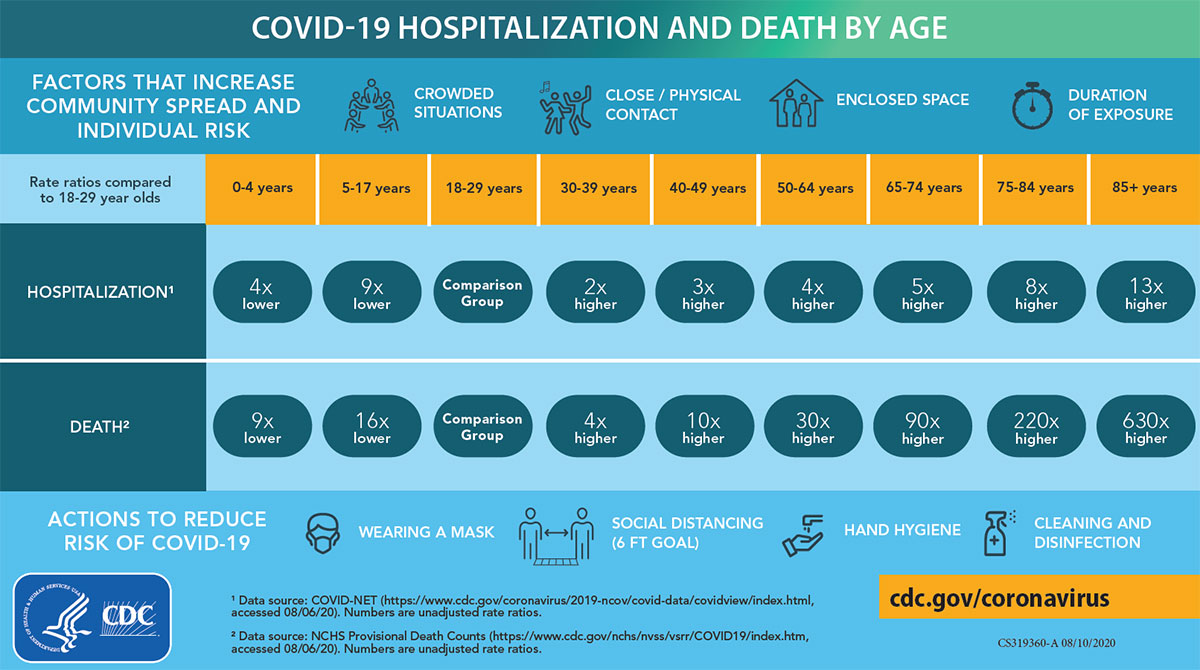 COVID-19 HOSPITALIZATION AND DEATH BY AGE
FACTORS THAT INCREASE
COMMUNITY SPREAD AND
INDIVIDUAL RISK
CROWDED
SITUATIONS
CLOSE / PHYSICAL
CONTACT
ENCLOSED SPACE
DURATION
OF EXPOSURE
Rate ratios compared
to 18-29 year olds
0-4 years
5-17 years
18-29 years
30-39 years
40-49 years
50-64 years
65-74 years
75-84 years
85+ years
HOSPITALIZATION¹
4x
lower
9x
lower
Comparison
Group
2x
higher
3x
higher
4x
higher
5x
higher
8x
higher
13x
higher
DEATH²
9x
lower
16x
lower
Comparison
Group
4x
higher
10x
higher
30x
higher
90x
higher
220x
higher
630x
higher
ACTIONS TO REDUCE
RISK OF COVID-19
WEARING A MASK
SOCIAL DISTANCING
(6 FT GOAL)
HAND HYGIENE
CLEANING AND
DISINFECTION
DEPARTMENT OF HEALTH & HUMAN SERVICES USA
CDC
¹ Data source: COVID-NET (https://www.cdc.gov/coronavirus/2019-ncov/covid-data/covidview/index.html,
accessed 08/06/20). Numbers are unadjusted rate ratios.
² Data source: NCHS Provisional Death Counts (https://www.cdc.gov/nchs/nvss/vsrr/COVID19/index.htm,
accessed 08/06/20). Numbers are unadjusted rate ratios.
cdc.gov/coronavirus
CS319360-A 08/10/2020